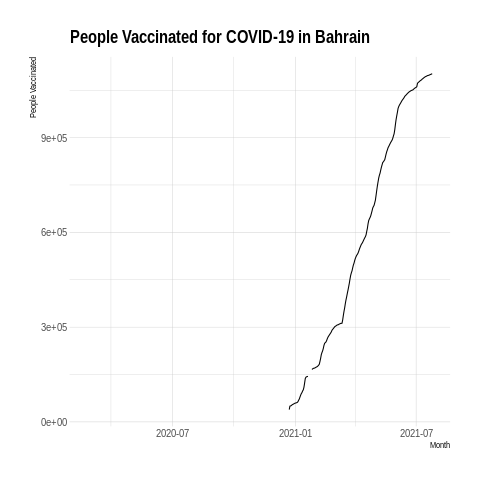 People Vaccinated for COVID-19 in Bahrain
People Vaccinated
9e+05
6e+05
3e+05
0e+00
2020-07
2021-01
2021-07
Month